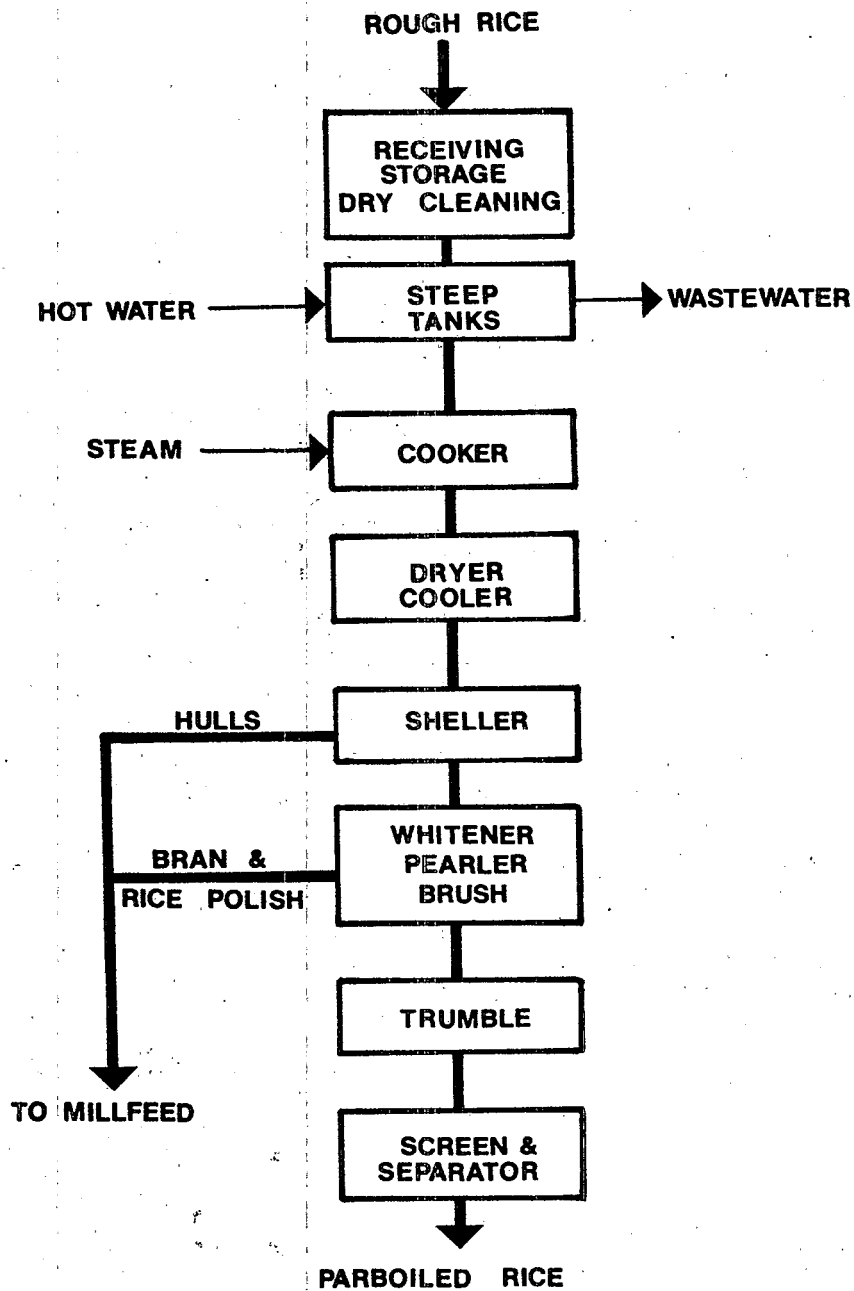 ROUGH RICE
RECEIVING
STORAGE
DRY CLEANING
HOT WATER
STEEP
TANKS
WASTEWATER
STEAM
COOKER
DRYER
COOLER
HULLS
SHELLER
BRAN &
RICE POLISH
WHITENER
PEARLER
BRUSH
TRUMBLE
TO MILLFEED
SCREEN &
SEPARATOR
PARBOILED RICE